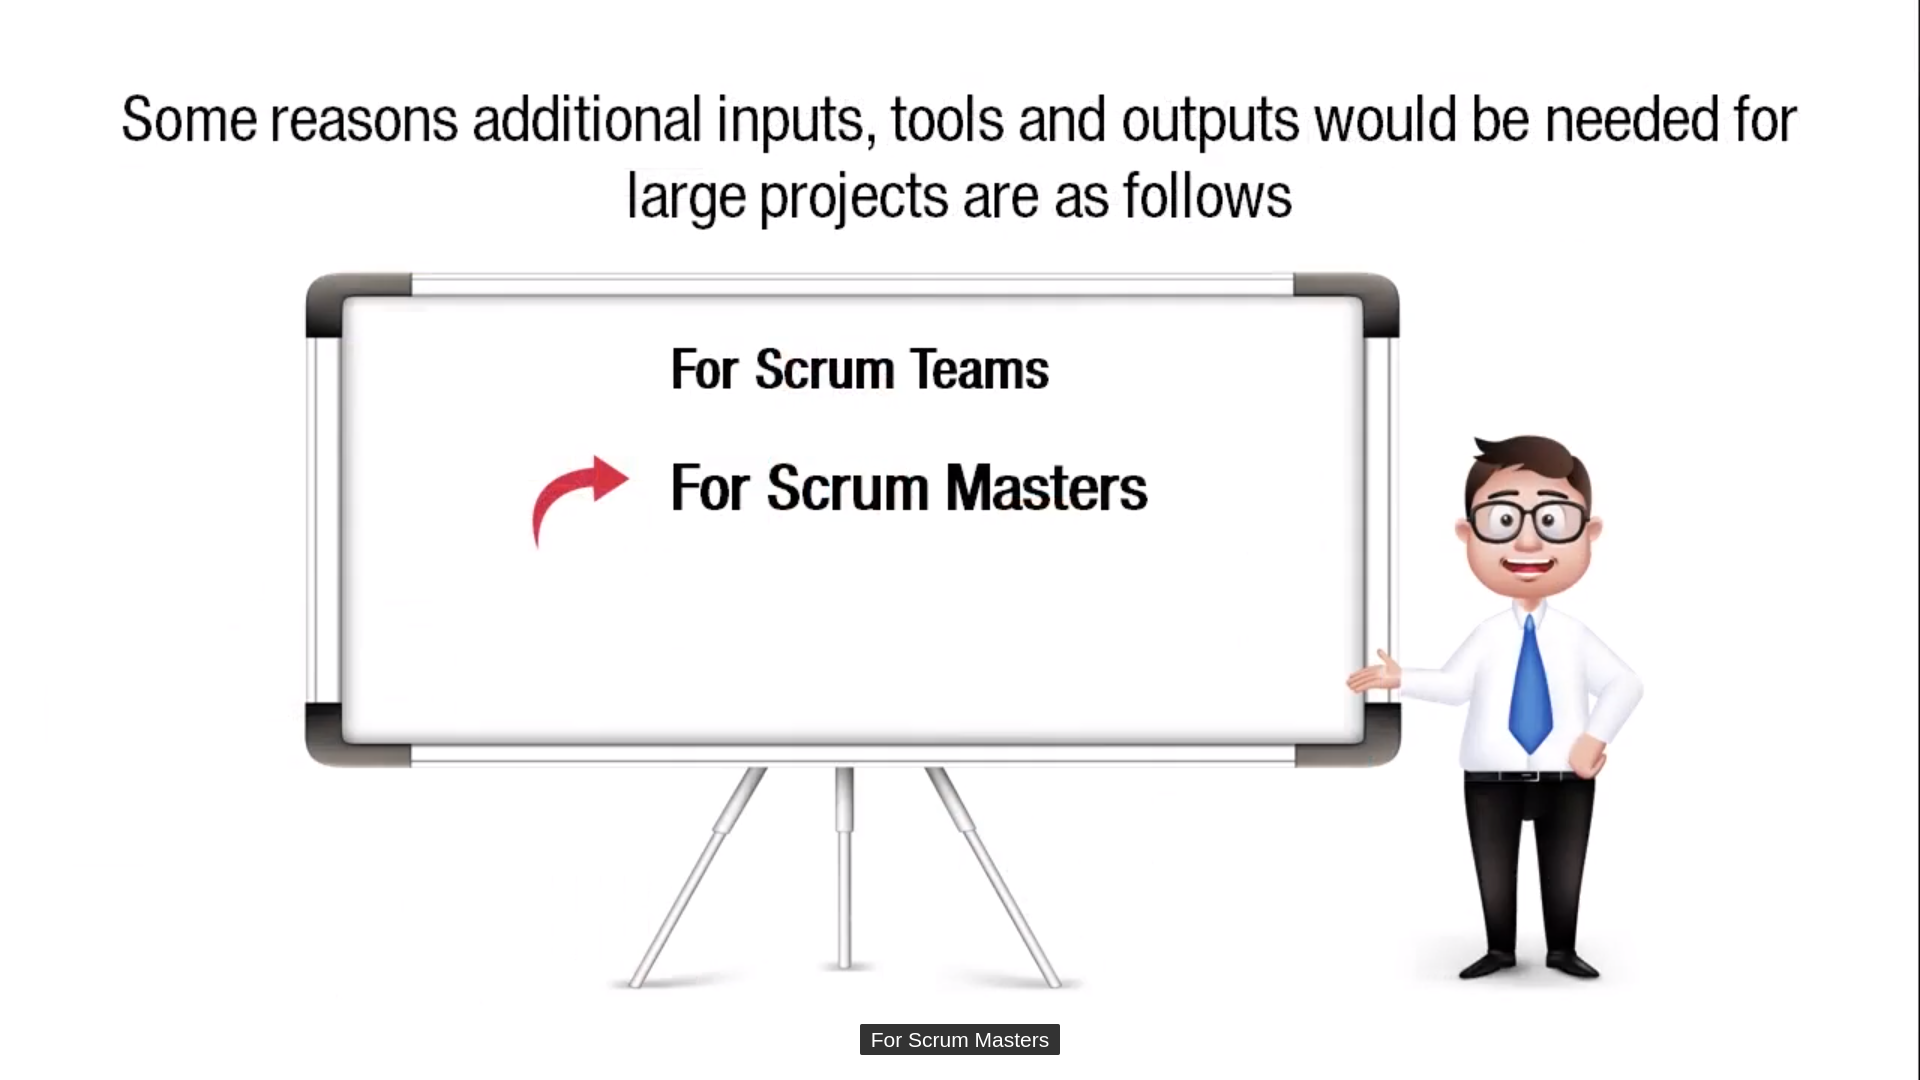 Some reasons additional inputs, tools and outputs would be needed for
large projects are as follows
For Scrum Teams
For Scrum Masters
For Scrum Masters